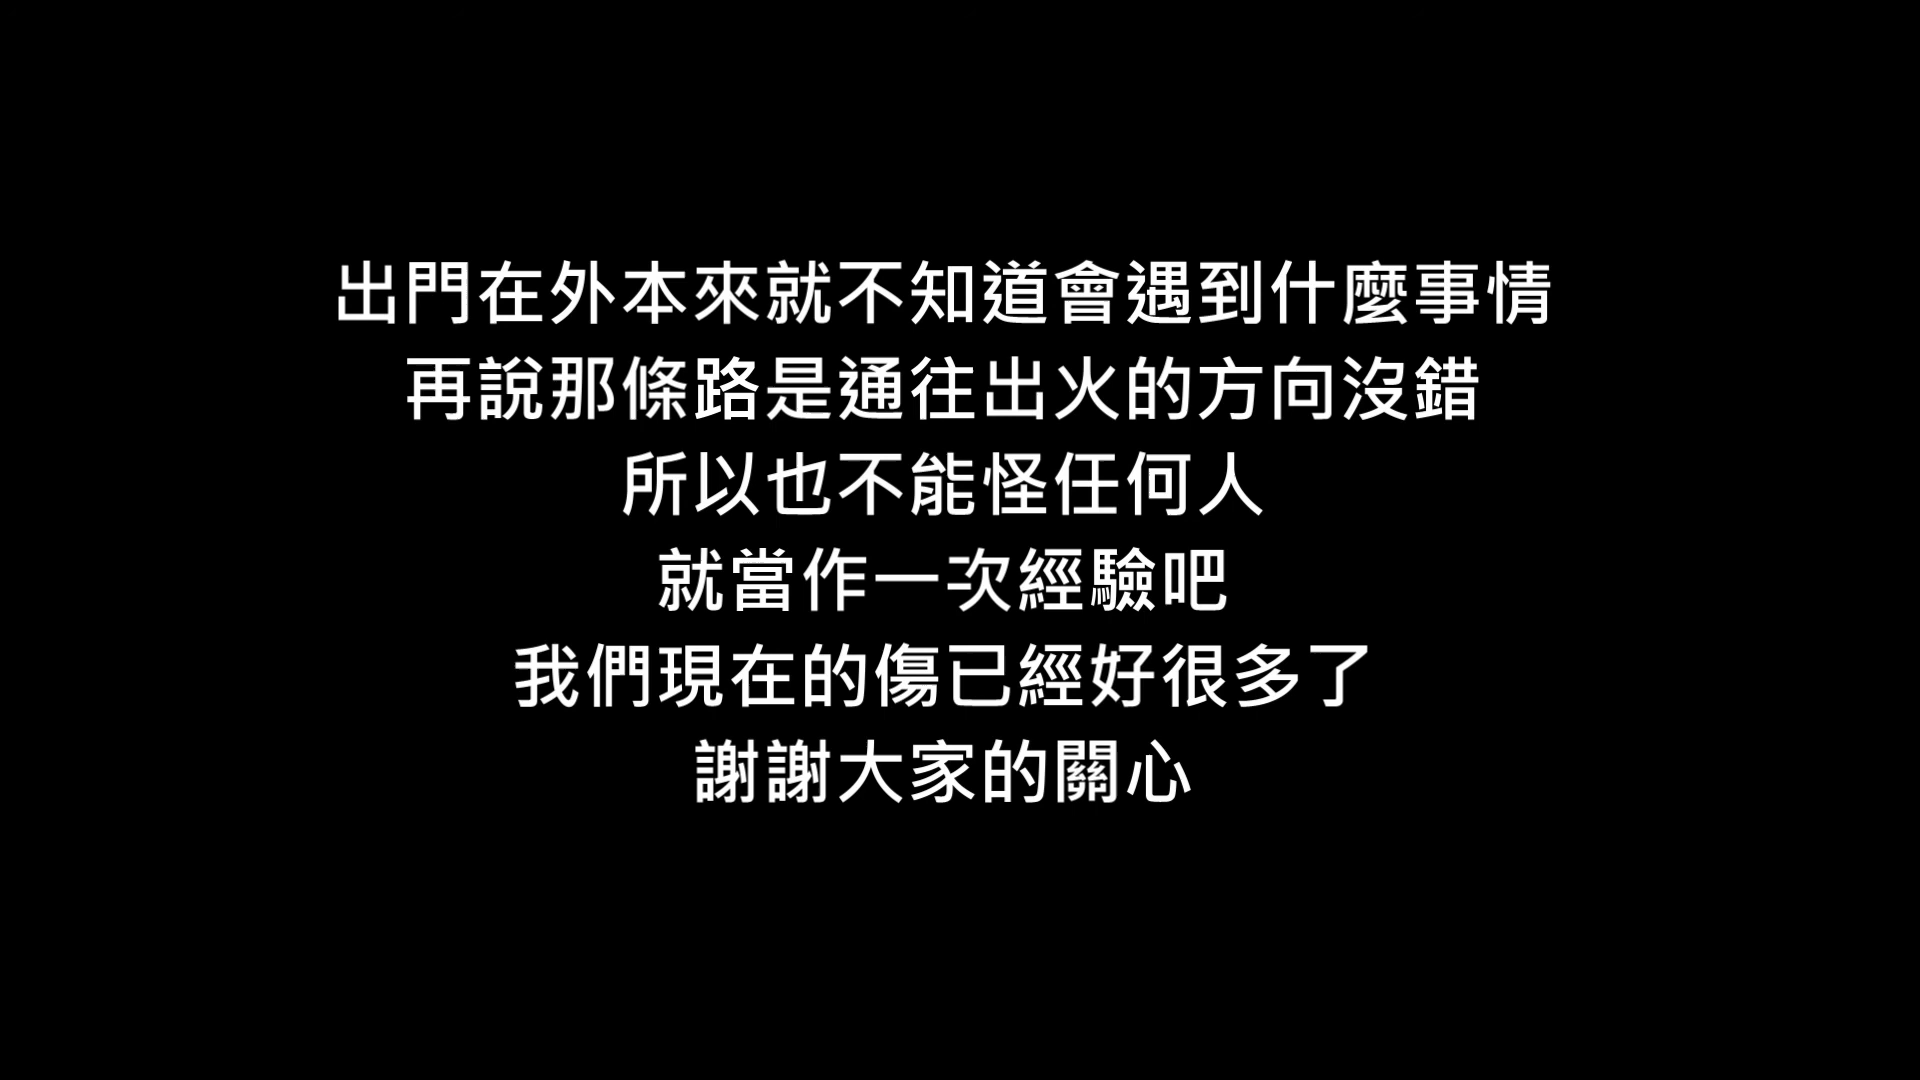 出門在外本來就不知道會遇到什麼事情
再說那條路是通往出火的方向沒錯
所以也不能怪任何人
就當作一次經驗吧
我們現在的傷已經好很多了
謝謝大家的關心